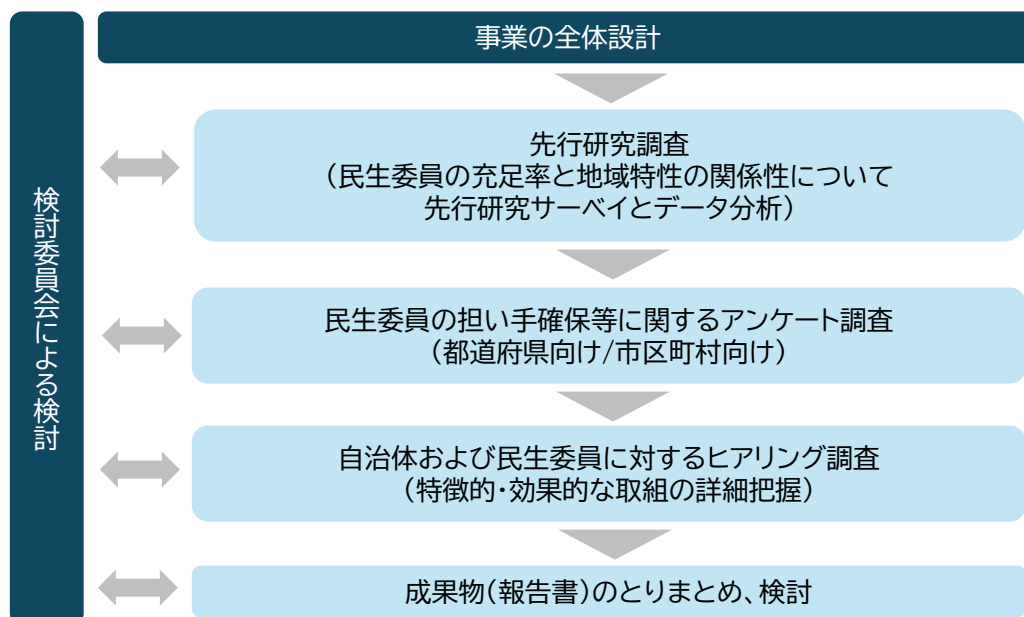 事業の全体設計
検討委員会による検討
先行研究調査
（民生委員の充足率と地域特性の関係性について
先行研究サーベイとデータ分析）
民生委員の担い手確保等に関するアンケート調査
（都道府県向け/市区町村向け）
自治体および民生委員に対するヒアリング調査
（特徴的・効果的な取組の詳細把握）
成果物（報告書）のとりまとめ、検討